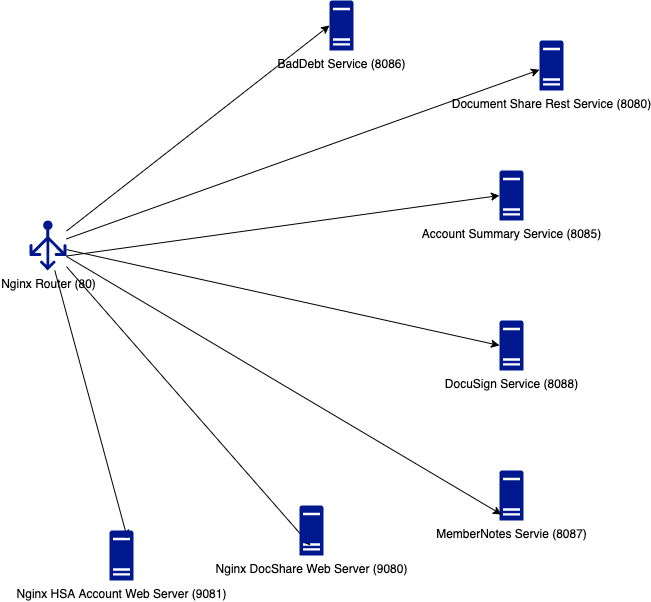 BadDebt Service (8086)
Document Share Rest Service (8080)
Account Summary Service (8085)
Nginx Router (80)
DocuSign Service (8088)
MemberNotes Servie (8087)
Nginx DocShare Web Server (9080)
Nginx HSA Account Web Server (9081)